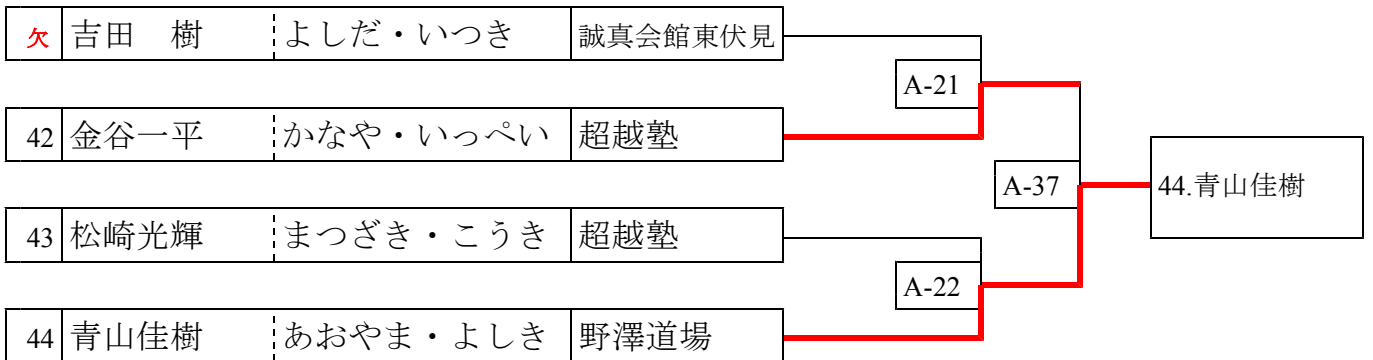 欠 吉田　樹 よしだ・いつき 誠真会館東伏見
A-21
42 金谷一平 かなや・いっぺい 超越塾
A-37 44.青山佳樹
43 松崎光輝 まつざき・こうき 超越塾
A-22
44 青山佳樹 あおやま・よしき 野澤道場